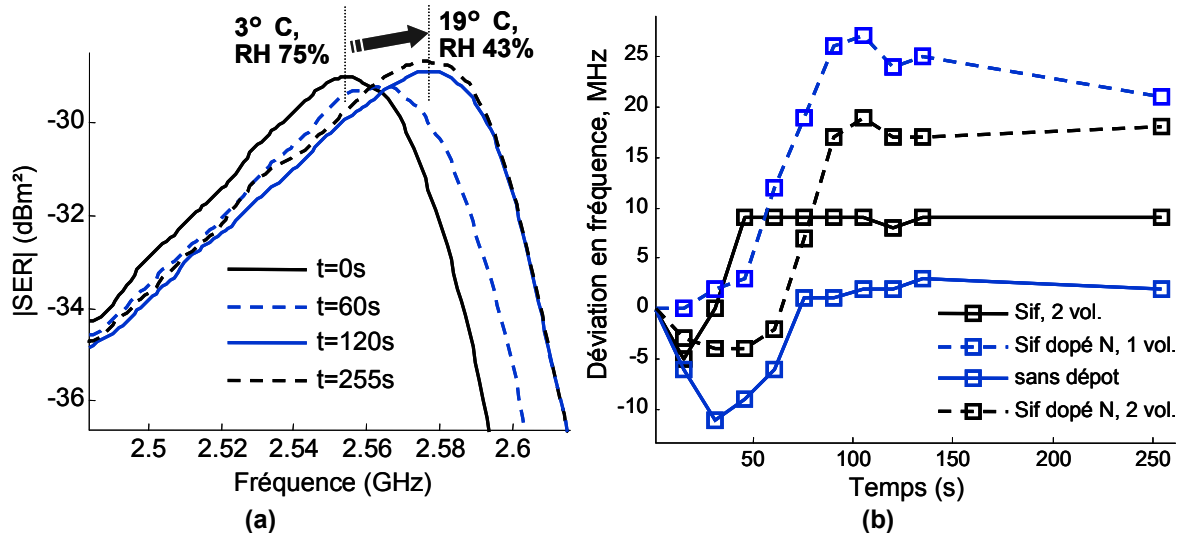 3° C,
RH 75%
19° C,
RH 43%
|SER| (dBm²)
-30
-32
-34
-36
t=0s
t=60s
t=120s
t=255s
2.5
2.52
2.54
2.56
2.58
2.6
Fréquence (GHz)
(a)
Déviation en fréquence, MHz
25
20
15
10
5
0
-5
-10
Sif, 2 vol.
Sif dopé N, 1 vol.
sans dépot
Sif dopé N, 2 vol.
50
100
150
200
250
Temps (s)
(b)